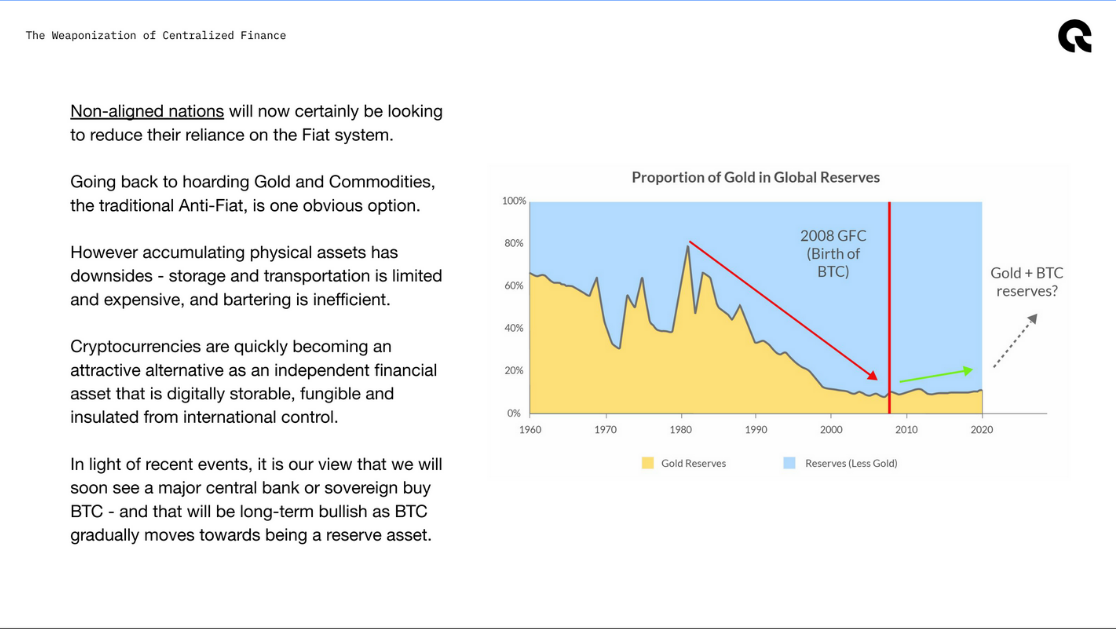 The Weaponization of Centralized Finance
Non-aligned nations will now certainly be looking
to reduce their reliance on the Fiat system.
Going back to hoarding Gold and Commodities,
the traditional Anti-Fiat, is one obvious option.
However accumulating physical assets has
downsides - storage and transportation is limited
and expensive, and bartering is inefficient.
Cryptocurrencies are quickly becoming an
attractive alternative as an independent financial
asset that is digitally storable, fungible and
insulated from international control.
In light of recent events, it is our view that we will
soon see a major central bank or sovereign buy
BTC - and that will be long-term bullish as BTC
gradually moves towards being a reserve asset.
Proportion of Gold in Global Reserves
100%
80%
60%
40%
20%
0%
2008 GFC
(Birth of
BTC)
Gold + BTC
reserves?
1960 1970 1980 1990 2000 2010 2020
Gold Reserves Reserves (Less Gold)